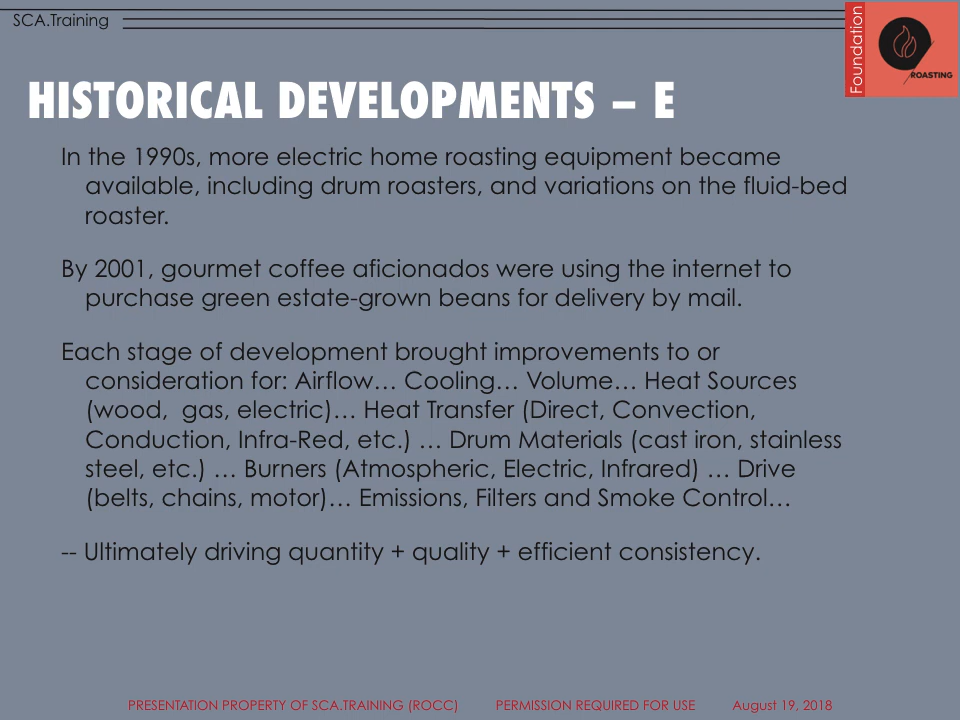 SCA.Training
Foundation
ROASTING
HISTORICAL DEVELOPMENTS – E
In the 1990s, more electric home roasting equipment became
available, including drum roasters, and variations on the fluid-bed
roaster.
By 2001, gourmet coffee aficionados were using the internet to
purchase green estate-grown beans for delivery by mail.
Each stage of development brought improvements to or
consideration for: Airflow… Cooling… Volume… Heat Sources
(wood,  gas, electric)… Heat Transfer (Direct, Convection,
Conduction, Infra-Red, etc.) … Drum Materials (cast iron, stainless
steel, etc.) … Burners (Atmospheric, Electric, Infrared) … Drive
(belts, chains, motor)… Emissions, Filters and Smoke Control…
-- Ultimately driving quantity + quality + efficient consistency.
PRESENTATION PROPERTY OF SCA.TRAINING (ROCC) PERMISSION REQUIRED FOR USE August 19, 2018